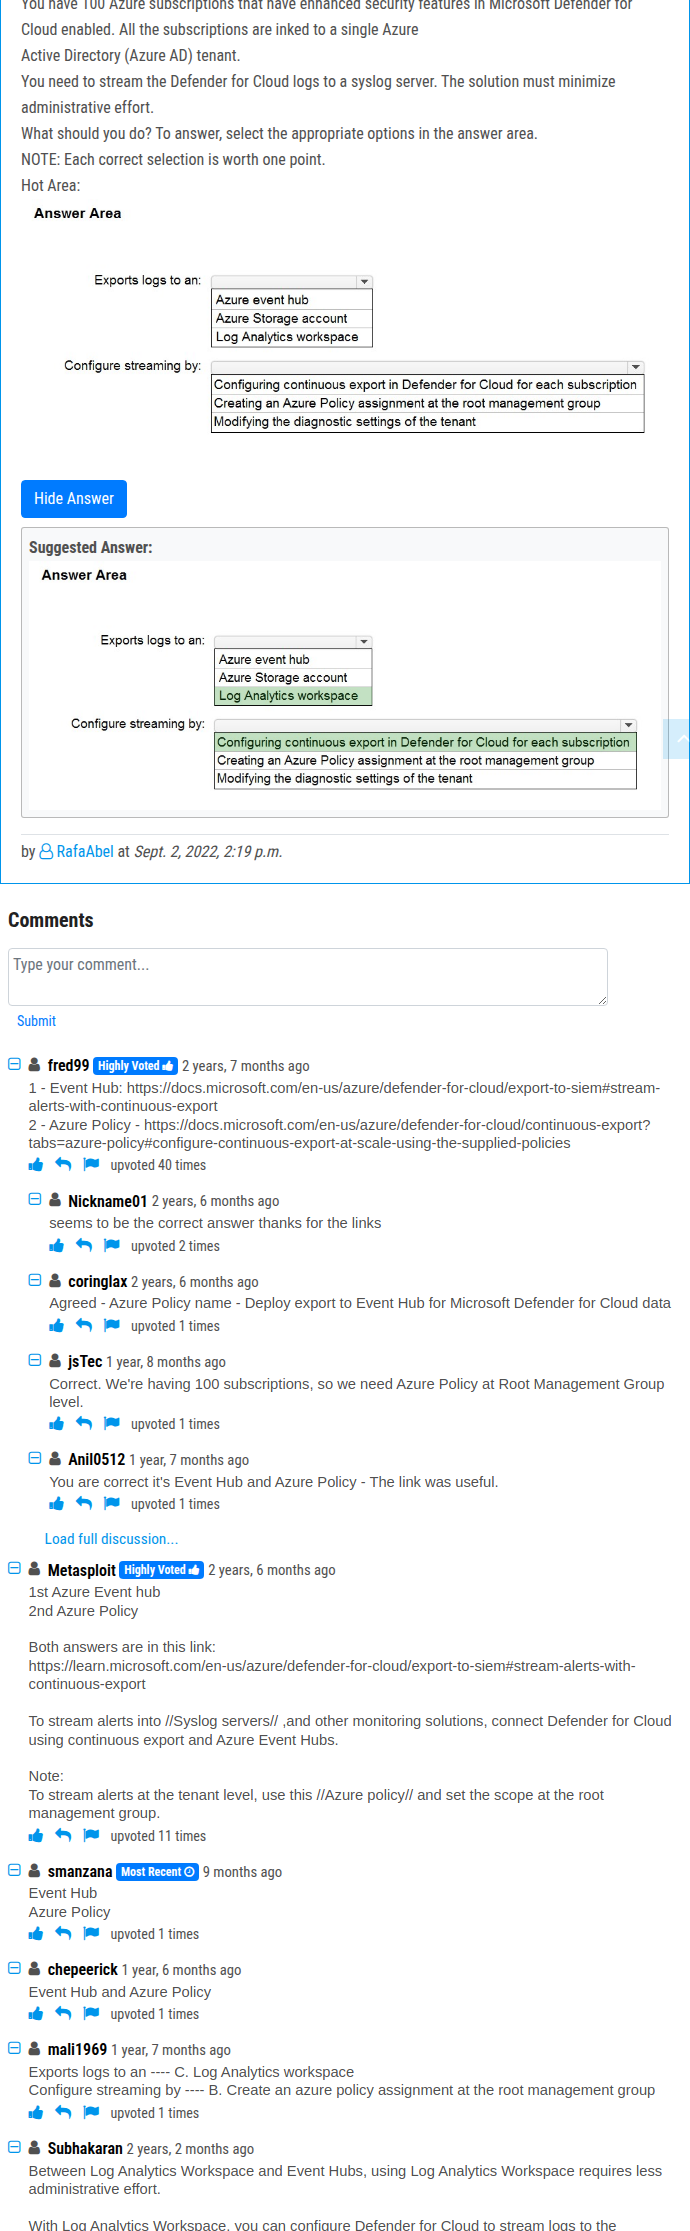 You have 100 Azure subscriptions that have enhanced security features in Microsoft Defender for
Cloud enabled. All the subscriptions are inked to a single Azure
Active Directory (Azure AD) tenant.
You need to stream the Defender for Cloud logs to a syslog server. The solution must minimize
administrative effort.
What should you do? To answer, select the appropriate options in the answer area.
NOTE: Each correct selection is worth one point.
Hot Area:
Answer Area
Exports logs to an:
Azure event hub
Azure Storage account
Log Analytics workspace
Configure streaming by:
Configuring continuous export in Defender for Cloud for each subscription
Creating an Azure Policy assignment at the root management group
Modifying the diagnostic settings of the tenant
Hide Answer
Suggested Answer:
Answer Area
Exports logs to an:
Azure event hub
Azure Storage account
Log Analytics workspace
Configure streaming by:
Configuring continuous export in Defender for Cloud for each subscription
Creating an Azure Policy assignment at the root management group
Modifying the diagnostic settings of the tenant
by RafaAbel at Sept. 2, 2022, 2:19 p.m.
Comments
Type your comment...
Submit
fred99 Highly Voted 2 years, 7 months ago
1 - Event Hub: https://docs.microsoft.com/en-us/azure/defender-for-cloud/export-to-siem#stream-
alerts-with-continuous-export
2 - Azure Policy - https://docs.microsoft.com/en-us/azure/defender-for-cloud/continuous-export?
tabs=azure-policy#configure-continuous-export-at-scale-using-the-supplied-policies
upvoted 40 times
Nickname01 2 years, 6 months ago
seems to be the correct answer thanks for the links
upvoted 2 times
coringlax 2 years, 6 months ago
Agreed - Azure Policy name - Deploy export to Event Hub for Microsoft Defender for Cloud data
upvoted 1 times
jsTec 1 year, 8 months ago
Correct. We're having 100 subscriptions, so we need Azure Policy at Root Management Group
level.
upvoted 1 times
Anil0512 1 year, 7 months ago
You are correct it's Event Hub and Azure Policy - The link was useful.
upvoted 1 times
Load full discussion...
Metasploit Highly Voted 2 years, 6 months ago
1st Azure Event hub
2nd Azure Policy
Both answers are in this link:
https://learn.microsoft.com/en-us/azure/defender-for-cloud/export-to-siem#stream-alerts-with-
continuous-export
To stream alerts into //Syslog servers// ,and other monitoring solutions, connect Defender for Cloud
using continuous export and Azure Event Hubs.
Note:
To stream alerts at the tenant level, use this //Azure policy// and set the scope at the root
management group.
upvoted 11 times
smanzana Most Recent 9 months ago
Event Hub
Azure Policy
upvoted 1 times
chepeerick 1 year, 6 months ago
Event Hub and Azure Policy
upvoted 1 times
mali1969 1 year, 7 months ago
Exports logs to an ---- C. Log Analytics workspace
Configure streaming by ---- B. Create an azure policy assignment at the root management group
upvoted 1 times
Subhakaran 2 years, 2 months ago
Between Log Analytics Workspace and Event Hubs, using Log Analytics Workspace requires less
administrative effort.
With Log Analytics Workspace, you can configure Defender for Cloud to stream logs to the